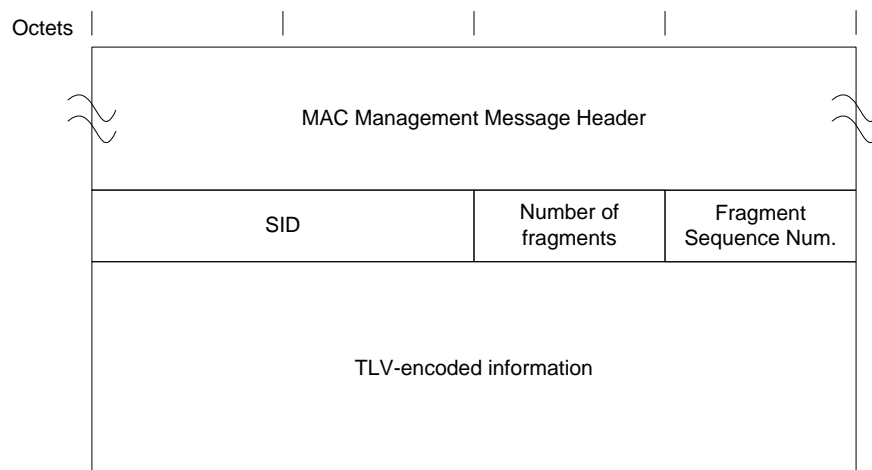 Octets
MAC Management Message Header
SID
Number of
fragments
Fragment
Sequence Num.
TLV-encoded information